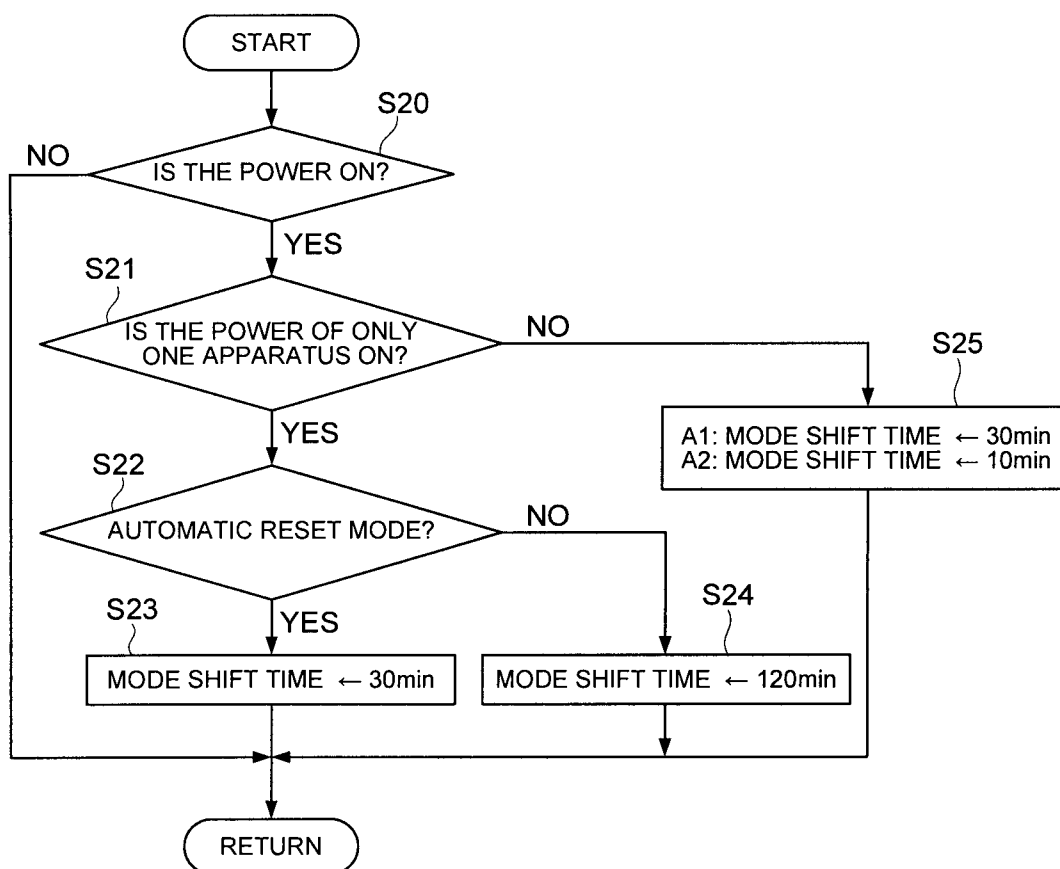 START
S20
NO
IS THE POWER ON?
YES
S21
IS THE POWER OF ONLY
ONE APPARATUS ON?
NO
S25
A1: MODE SHIFT TIME ← 30min
A2: MODE SHIFT TIME ← 10min
YES
S22
AUTOMATIC RESET MODE?
NO
S23
YES
S24
MODE SHIFT TIME ← 30min
MODE SHIFT TIME ← 120min
RETURN